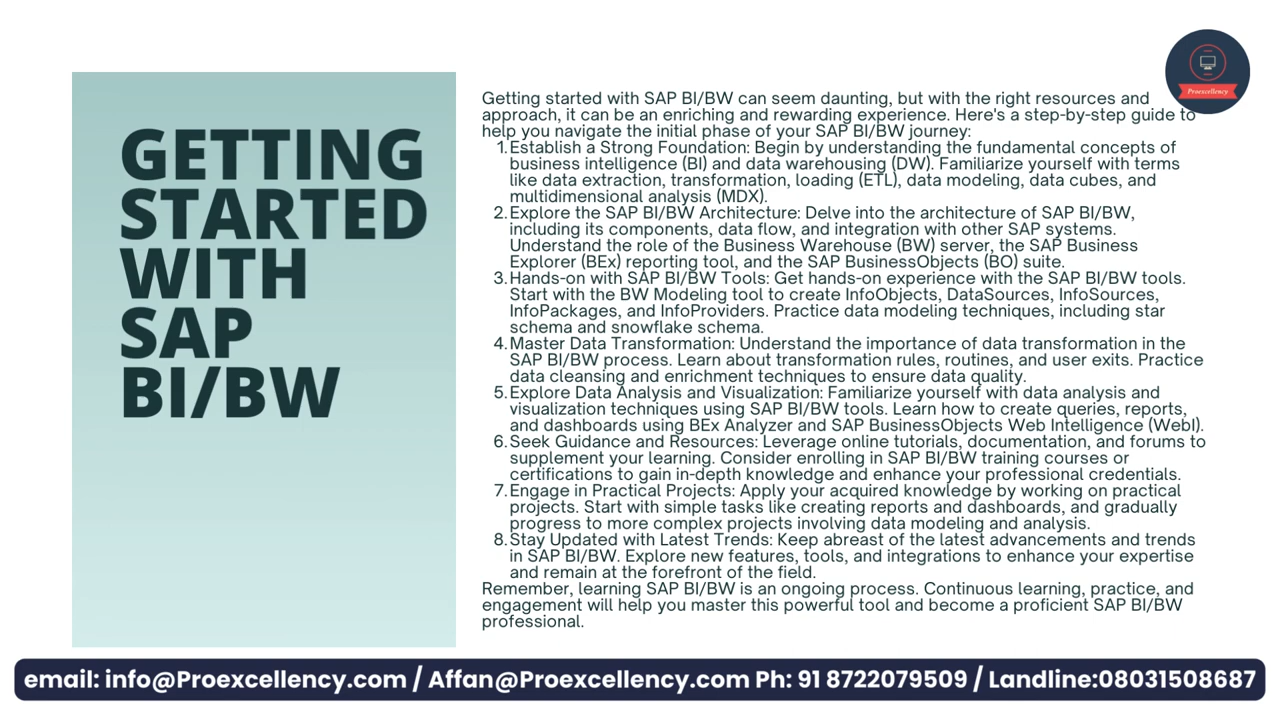 GETTING
STARTED
WITH
SAP
BI/BW
Proexcellency
Getting started with SAP BI/BW can seem daunting, but with the right resources and
approach, it can be an enriching and rewarding experience. Here's a step-by-step guide to
help you navigate the initial phase of your SAP BI/BW journey:
1. Establish a Strong Foundation: Begin by understanding the fundamental concepts of
business intelligence (BI) and data warehousing (DW). Familiarize yourself with terms
like data extraction, transformation, loading (ETL), data modeling, data cubes, and
multidimensional analysis (MDX).
2. Explore the SAP BI/BW Architecture: Delve into the architecture of SAP BI/BW,
including its components, data flow, and integration with other SAP systems.
Understand the role of the Business Warehouse (BW) server, the SAP Business
Explorer (BEx) reporting tool, and the SAP BusinessObjects (BO) suite.
3. Hands-on with SAP BI/BW Tools: Get hands-on experience with the SAP BI/BW tools.
Start with the BW Modeling tool to create InfoObjects, DataSources, InfoSources,
InfoPackages, and InfoProviders. Practice data modeling techniques, including star
schema and snowflake schema.
4. Master Data Transformation: Understand the importance of data transformation in the
SAP BI/BW process. Learn about transformation rules, routines, and user exits. Practice
data cleansing and enrichment techniques to ensure data quality.
5. Explore Data Analysis and Visualization: Familiarize yourself with data analysis and
visualization techniques using SAP BI/BW tools. Learn how to create queries, reports,
and dashboards using BEx Analyzer and SAP BusinessObjects Web Intelligence (WebI).
6. Seek Guidance and Resources: Leverage online tutorials, documentation, and forums to
supplement your learning. Consider enrolling in SAP BI/BW training courses or
certifications to gain in-depth knowledge and enhance your professional credentials.
7. Engage in Practical Projects: Apply your acquired knowledge by working on practical
projects. Start with simple tasks like creating reports and dashboards, and gradually
progress to more complex projects involving data modeling and analysis.
8. Stay Updated with Latest Trends: Keep abreast of the latest advancements and trends
in SAP BI/BW. Explore new features, tools, and integrations to enhance your expertise
and remain at the forefront of the field.
Remember, learning SAP BI/BW is an ongoing process. Continuous learning, practice, and
engagement will help you master this powerful tool and become a proficient SAP BI/BW
professional.
email: info@Proexcellency.com / Affan@Proexcellency.com Ph: 91 8722079509 / Landline:08031508687